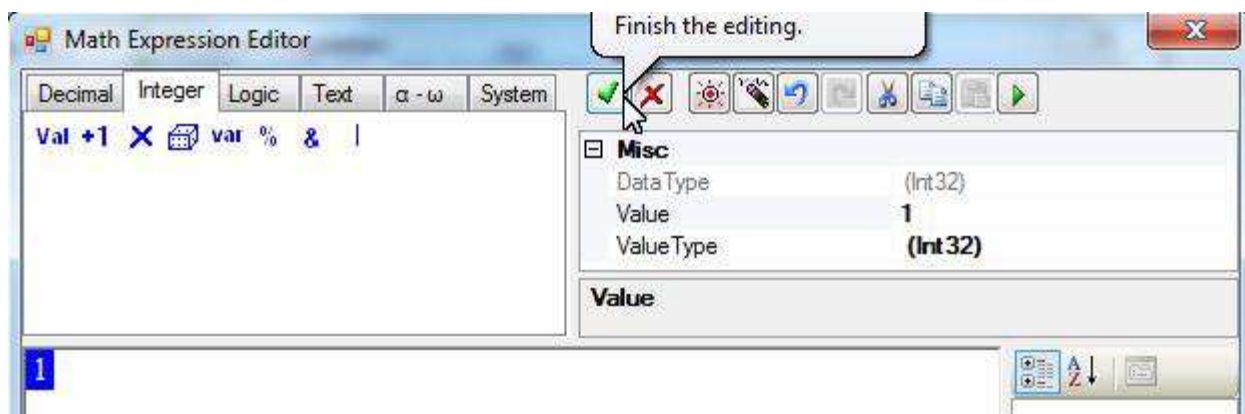 Math Expression Editor
Finish the editing.
Decimal Integer Logic Text α - ω System
Val +1 X var % & |
Misc
DataType (Int32)
Value 1
ValueType (Int32)
Value
1
A Z